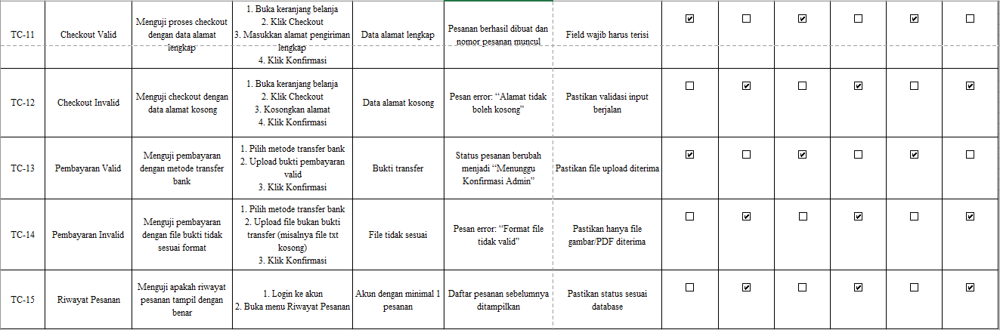 TC-11
Checkout Valid
Menguji proses checkout
dengan data alamat
lengkap
1. Buka keranjang belanja
2. Klik Checkout
3. Masukkan alamat pengiriman
lengkap
4. Klik Konfirmasi
Data alamat lengkap
Pesanan berhasil dibuat dan
nomor pesanan muncul
Field wajib harus terisi
TC-12
Checkout Invalid
Menguji checkout dengan
data alamat kosong
1. Buka keranjang belanja
2. Klik Checkout
3. Kosongkan alamat
4. Klik Konfirmasi
Data alamat kosong
Pesan error: “Alamat tidak
boleh kosong”
Pastikan validasi input
berjalan
TC-13
Pembayaran Valid
Menguji pembayaran
dengan metode transfer
bank
1. Pilih metode transfer bank
2. Upload bukti pembayaran
valid
3. Klik Konfirmasi
Bukti transfer
Status pesanan berubah
menjadi “Menunggu
Konfirmasi Admin”
Pastikan file upload diterima
TC-14
Pembayaran Invalid
Menguji pembayaran
dengan file bukti tidak
sesuai format
1. Pilih metode transfer bank
2. Upload file bukan bukti
transfer (misalnya file txt
kosong)
3. Klik Konfirmasi
File tidak sesuai
Pesan error: “Format file
tidak valid”
Pastikan hanya file
gambar/PDF diterima
TC-15
Riwayat Pesanan
Menguji apakah riwayat
pesanan tampil dengan
benar
1. Login ke akun
2. Buka menu Riwayat Pesanan
Akun dengan minimal 1
pesanan
Daftar pesanan sebelumnya
ditampilkan
Pastikan status sesuai
database